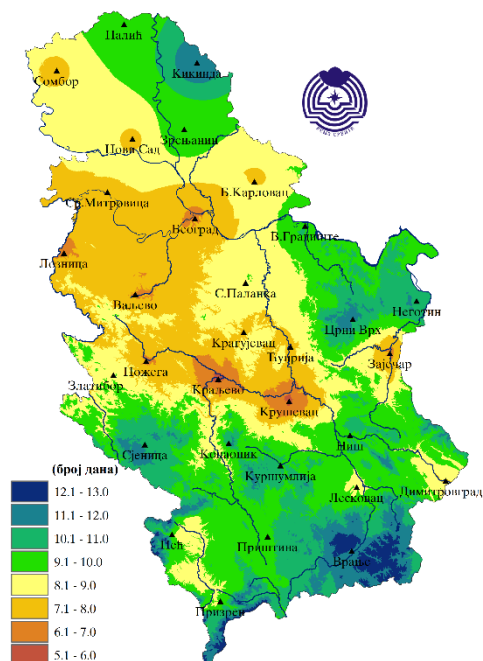 Палић
Кикинда
Сомбор
Зрењанин
Нови Сад
Б.Карловац
Ср.Митровица
Београд
В.Градиште
Лозница
С.Паланка
Неготин
Ваљево
Црни Врх
Крагујевац
Ћуприја
Зајечар
Пожега
Златибор
Краљево
Крушевац
Ниш
Сјеница
Копаоник
Куршумлија
Димитровград
Лесковац
Пећ
Приштина
Врање
Призрен
(број дана)
12.1 - 13.0
11.1 - 12.0
10.1 - 11.0
9.1 - 10.0
8.1 - 9.0
7.1 - 8.0
6.1 - 7.0
5.1 - 6.0